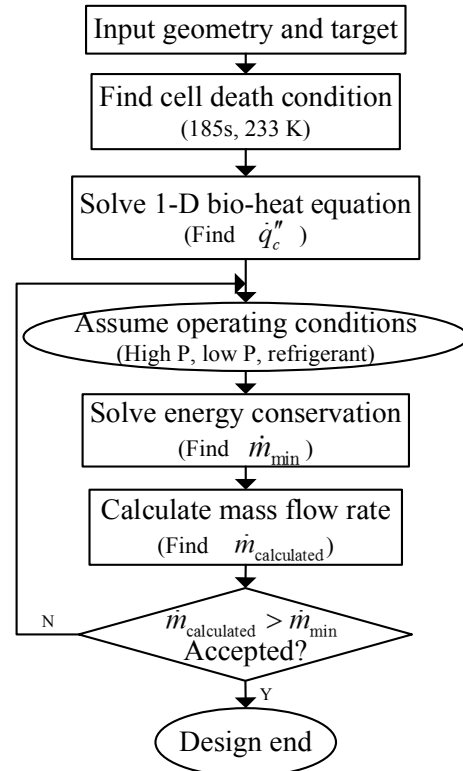 Input geometry and target
Find cell death condition
(185s, 233 K)
Solve 1-D bio-heat equation
(Find q̇″c )
Assume operating conditions
(High P, low P, refrigerant)
Solve energy conservation
(Find ṁmin )
Calculate mass flow rate
(Find ṁcalculated)
N
ṁcalculated > ṁmin
Accepted?
Y
Design end